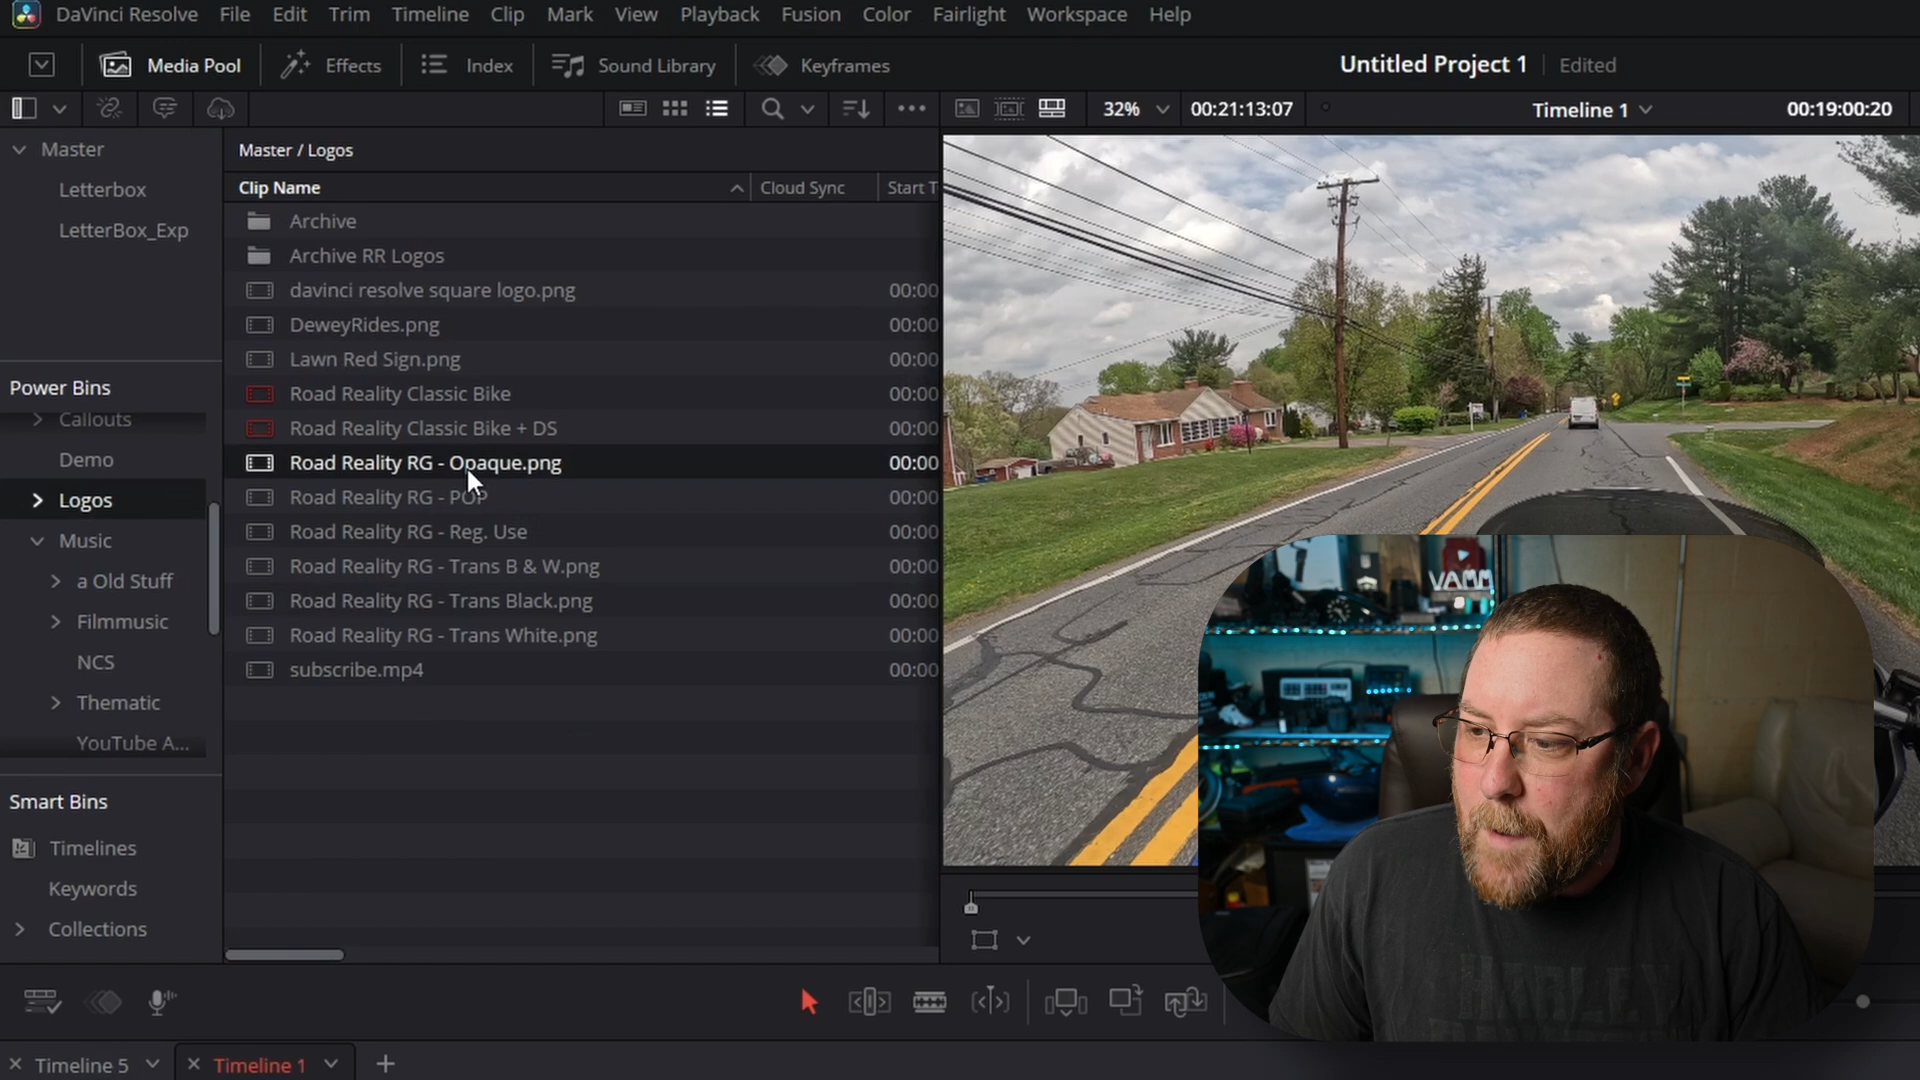 DaVinci Resolve File Edit Trim Timeline Clip Mark View Playback Fusion Color Fairlight Workspace Help
Media Pool Effects Index Sound Library Keyframes Untitled Project 1 Edited
32% 00:21:13:07 Timeline 1 00:19:00:20
Master
Letterbox
LetterBox_Exp
Power Bins
Callouts
Demo
Logos
Music
a Old Stuff
Filmmusic
NCS
Thematic
YouTube A...
Smart Bins
Timelines
Keywords
Collections
Master / Logos
Clip Name Cloud Sync Start T
Archive
Archive RR Logos
davinci resolve square logo.png 00:00
DeweyRides.png 00:00
Lawn Red Sign.png 00:00
Road Reality Classic Bike 00:00
Road Reality Classic Bike + DS 00:00
Road Reality RG - Opaque.png 00:00
Road Reality RG - POP 00:00
Road Reality RG - Reg. Use 00:00
Road Reality RG - Trans B & W.png 00:00
Road Reality RG - Trans Black.png 00:00
Road Reality RG - Trans White.png 00:00
subscribe.mp4 00:00
VAMM
HARLEY
Timeline 5 Timeline 1